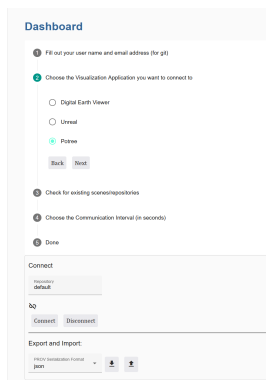 Dashboard
1 Fill out your user name and email address (for git)
2 Choose the Visualization Application you want to connect to
Digital Earth Viewer
Unreal
Potree
Back Next
3 Check for existing scenes/repositories
4 Choose the Communication Interval (in seconds)
5 Done
Connect
Repository
default
Connect Disconnect
Export and Import:
PROV Serialization Format
json